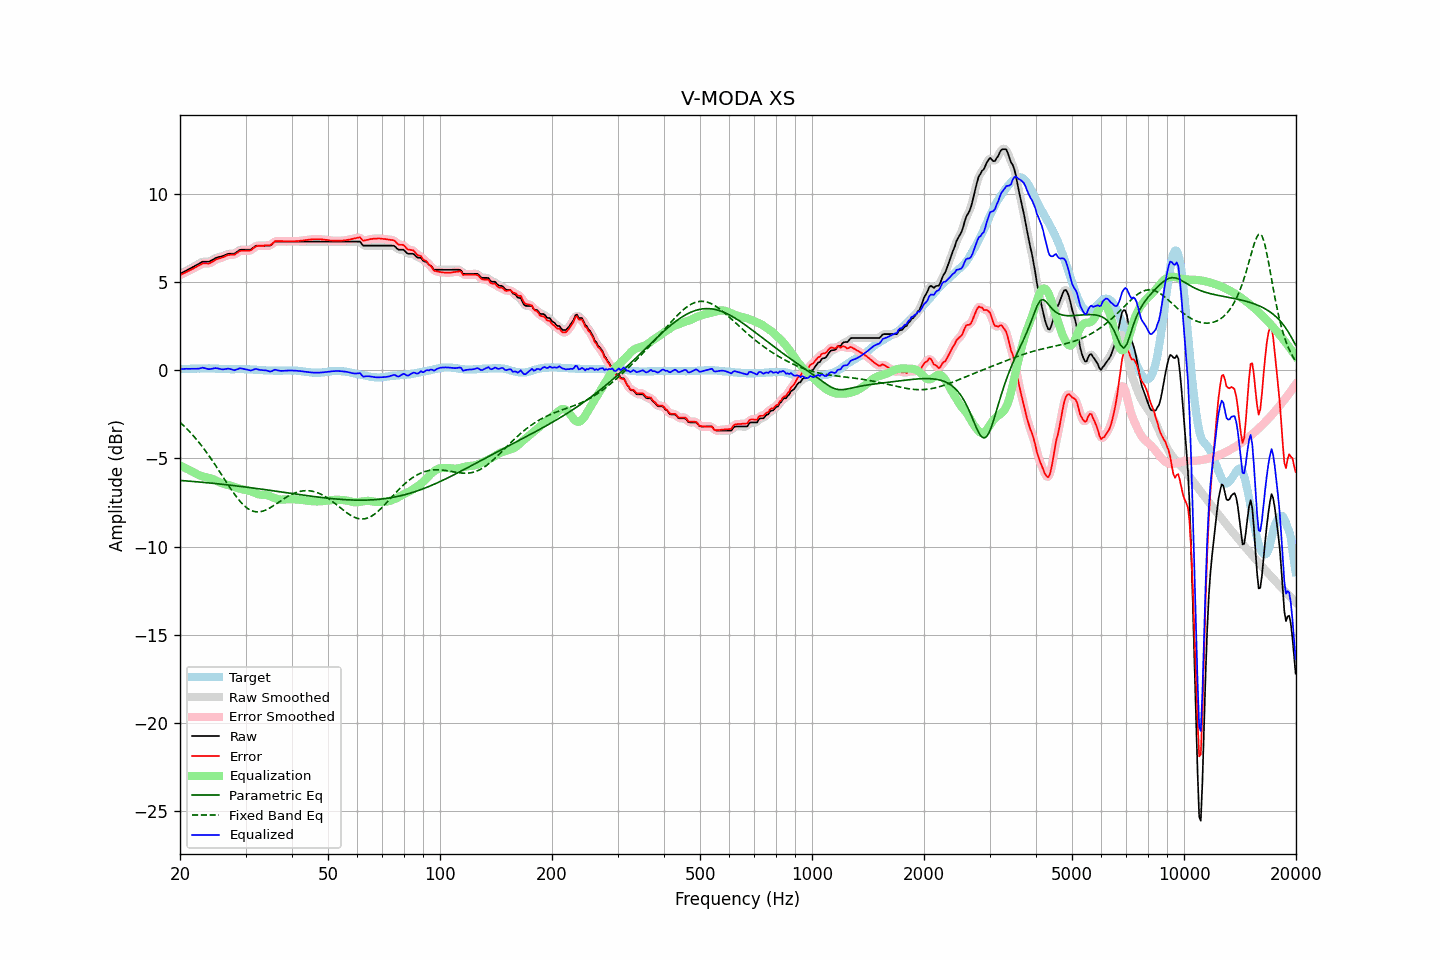 V-MODA XS
Amplitude (dBr)
10
5
0
−5
−10
−15
−20
−25
Target
Raw Smoothed
Error Smoothed
Raw
Error
Equalization
Parametric Eq
Fixed Band Eq
Equalized
20 50 100 200 500 1000 2000 5000 10000 20000
Frequency (Hz)